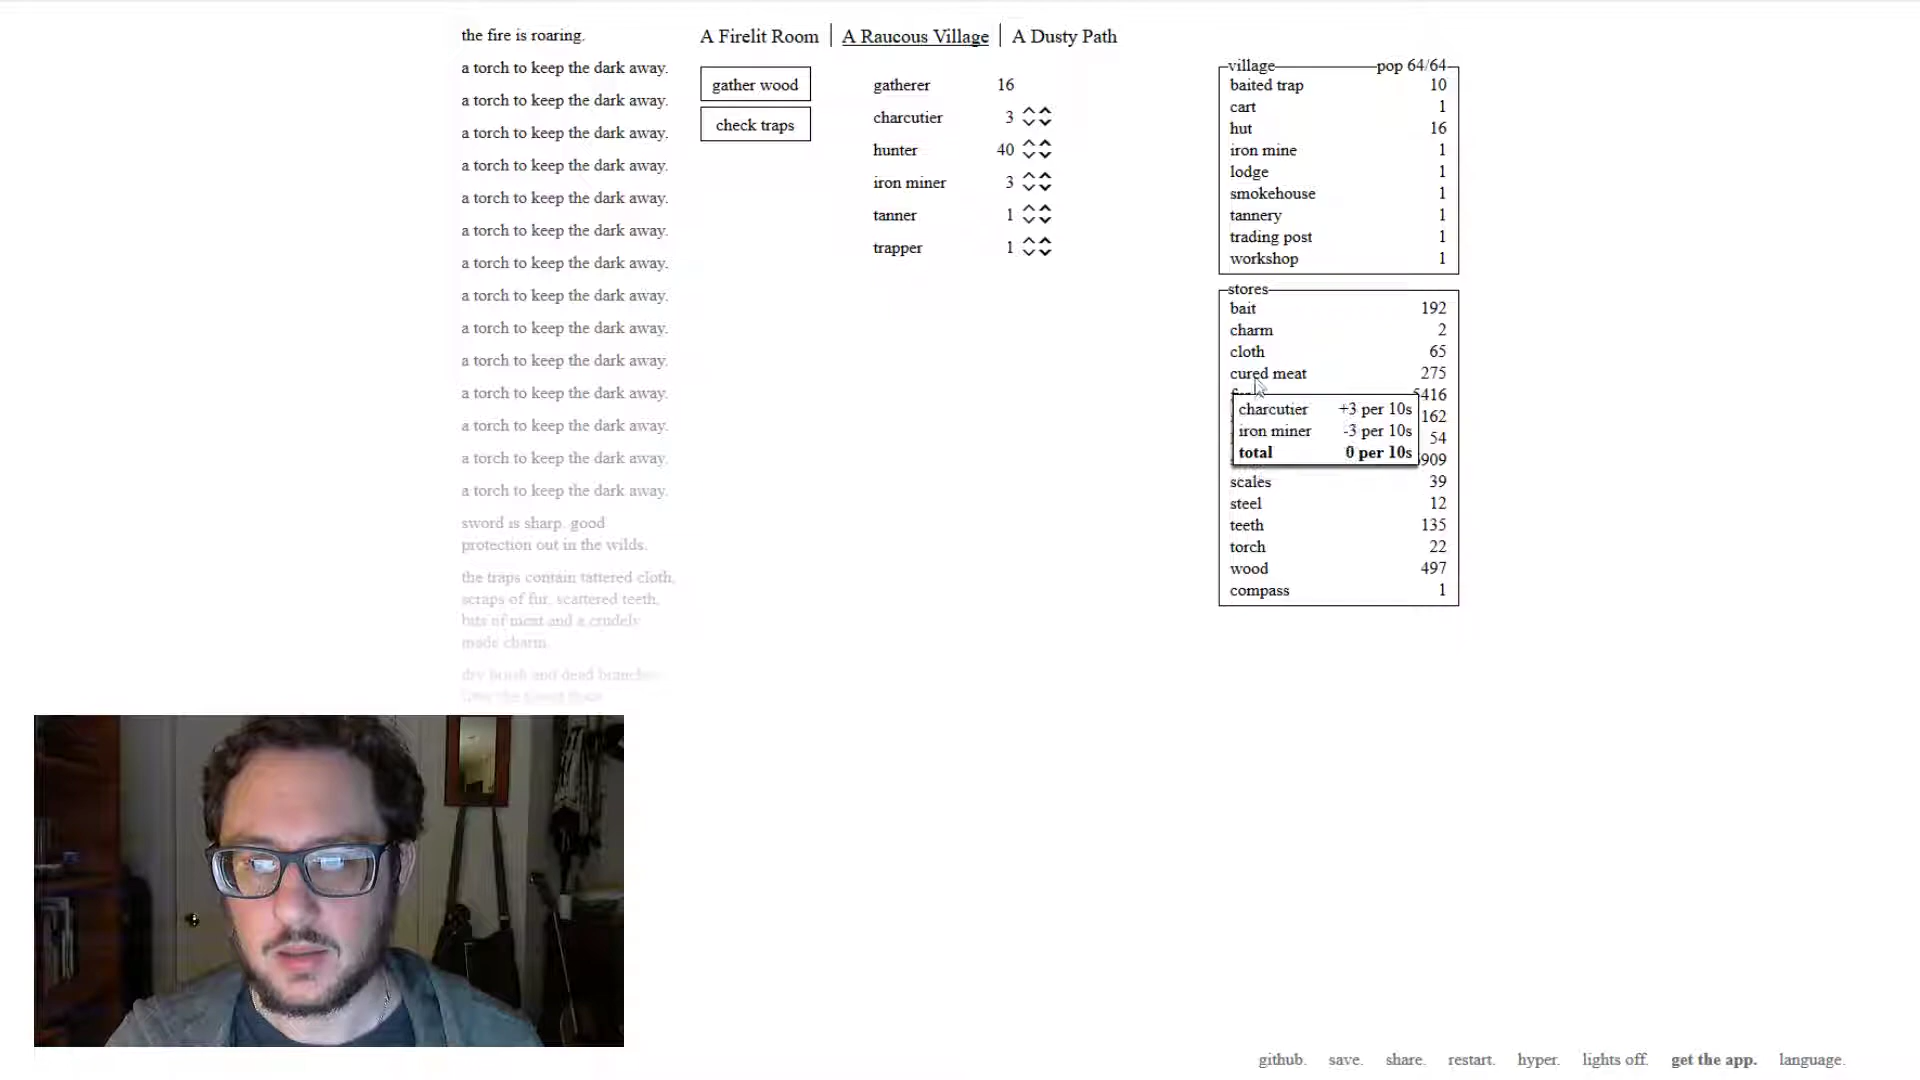 the fire is roaring.
a torch to keep the dark away.
a torch to keep the dark away.
a torch to keep the dark away.
a torch to keep the dark away.
a torch to keep the dark away.
a torch to keep the dark away.
a torch to keep the dark away.
a torch to keep the dark away.
a torch to keep the dark away.
a torch to keep the dark away.
a torch to keep the dark away.
a torch to keep the dark away.
a torch to keep the dark away.
a torch to keep the dark away.
sword is sharp. good
protection out in the wilds.
the traps contain tattered cloth,
scraps of fur, scattered teeth,
bits of meat and a crudely
made charm.
dry brush and dead branches
A Firelit Room | A Raucous Village | A Dusty Path
gather wood
check traps
gatherer 16
charcutier 3
hunter 40
iron miner 3
tanner 1
trapper 1
village pop 64/64
baited trap 10
cart 1
hut 16
iron mine 1
lodge 1
smokehouse 1
tannery 1
trading post 1
workshop 1
stores
bait 192
charm 2
cloth 65
cured meat 275
5416
charcutier +3 per 10s 162
iron miner -3 per 10s 54
total 0 per 10s 909
scales 39
steel 12
teeth 135
torch 22
wood 497
compass 1
github. save. share. restart. hyper. lights off. get the app. language.